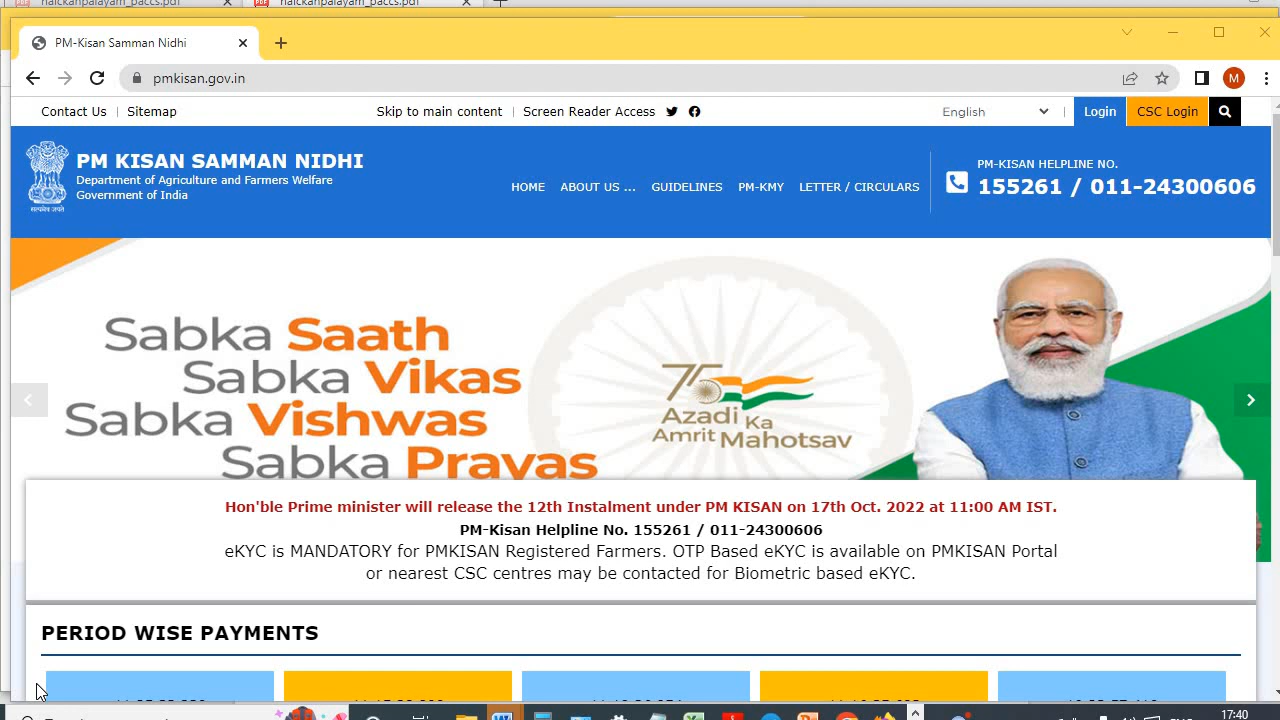 naickanpalayam_paccs.pdf
naickanpalayam_paccs.pdf
PM-Kisan Samman Nidhi
pmkisan.gov.in
M
Contact Us | Sitemap
Skip to main content | Screen Reader Access
English
Login
CSC Login
PM KISAN SAMMAN NIDHI
Department of Agriculture and Farmers Welfare
Government of India
सत्यमेव जयते
HOME ABOUT US ... GUIDELINES PM-KMY LETTER / CIRCULARS
PM-KISAN HELPLINE NO.
155261 / 011-24300606
Sabka Saath
Sabka Vikas
Sabka Vishwas
Sabka Prayas
75
Azadi Ka
Amrit Mahotsav
Hon'ble Prime minister will release the 12th Instalment under PM KISAN on 17th Oct. 2022 at 11:00 AM IST.
PM-Kisan Helpline No. 155261 / 011-24300606
eKYC is MANDATORY for PMKISAN Registered Farmers. OTP Based eKYC is available on PMKISAN Portal
or nearest CSC centres may be contacted for Biometric based eKYC.
PERIOD WISE PAYMENTS
17:40